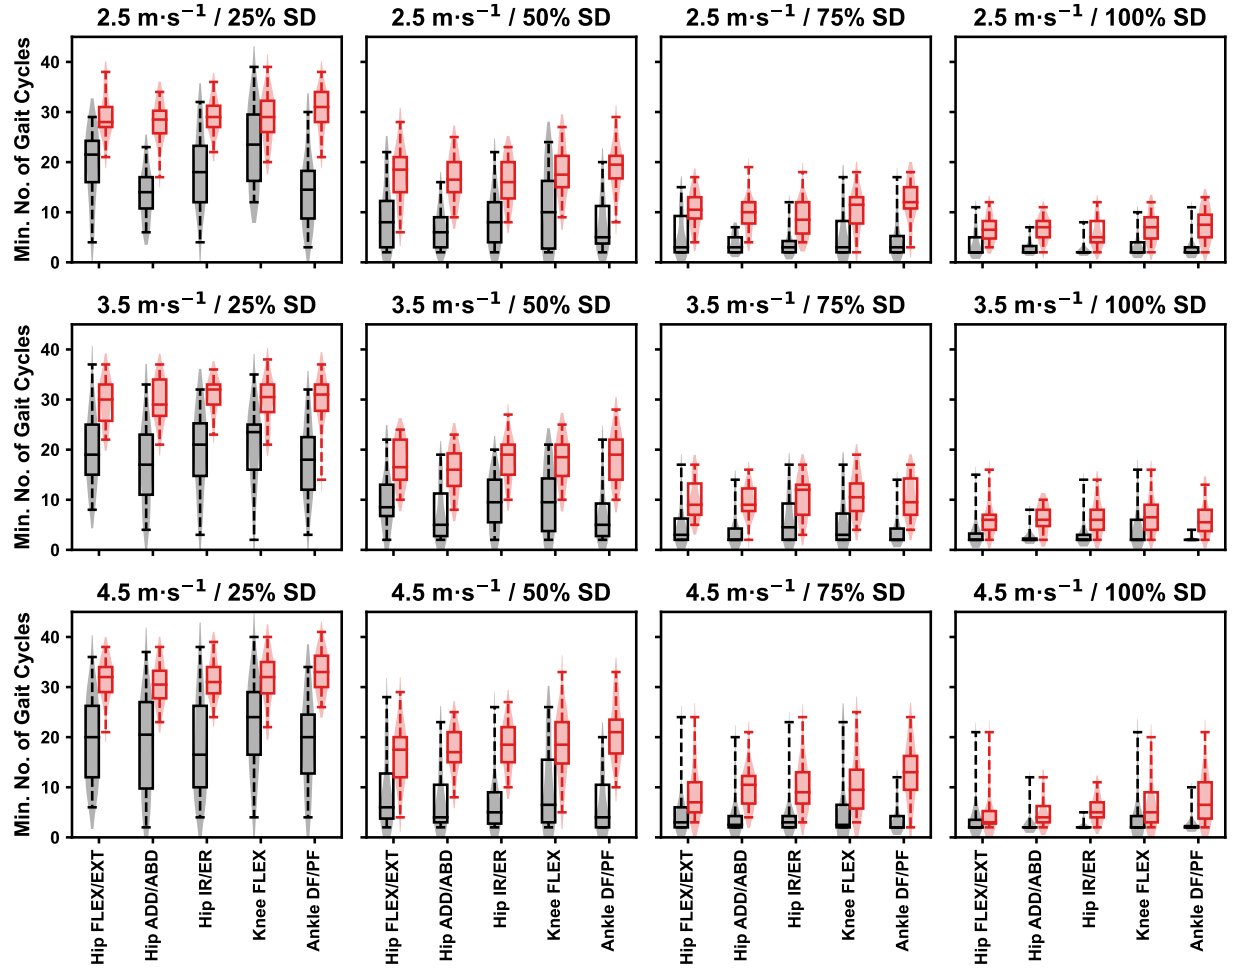 2.5 m·s⁻¹ / 25% SD
2.5 m·s⁻¹ / 50% SD
2.5 m·s⁻¹ / 75% SD
2.5 m·s⁻¹ / 100% SD
Min. No. of Gait Cycles
40
30
20
10
0
3.5 m·s⁻¹ / 25% SD
3.5 m·s⁻¹ / 50% SD
3.5 m·s⁻¹ / 75% SD
3.5 m·s⁻¹ / 100% SD
Min. No. of Gait Cycles
40
30
20
10
0
4.5 m·s⁻¹ / 25% SD
4.5 m·s⁻¹ / 50% SD
4.5 m·s⁻¹ / 75% SD
4.5 m·s⁻¹ / 100% SD
Min. No. of Gait Cycles
40
30
20
10
0
Hip FLEX/EXT
Hip ADD/ABD
Hip IR/ER
Knee FLEX
Ankle DF/PF
Hip FLEX/EXT
Hip ADD/ABD
Hip IR/ER
Knee FLEX
Ankle DF/PF
Hip FLEX/EXT
Hip ADD/ABD
Hip IR/ER
Knee FLEX
Ankle DF/PF
Hip FLEX/EXT
Hip ADD/ABD
Hip IR/ER
Knee FLEX
Ankle DF/PF